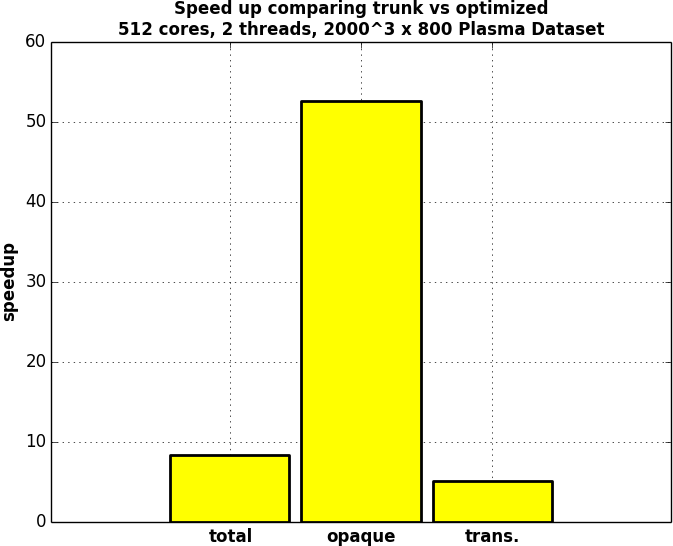 Speed up comparing trunk vs optimized
512 cores, 2 threads, 2000^3 x 800 Plasma Dataset
60
50
40
30
20
10
0
speedup
total opaque trans.